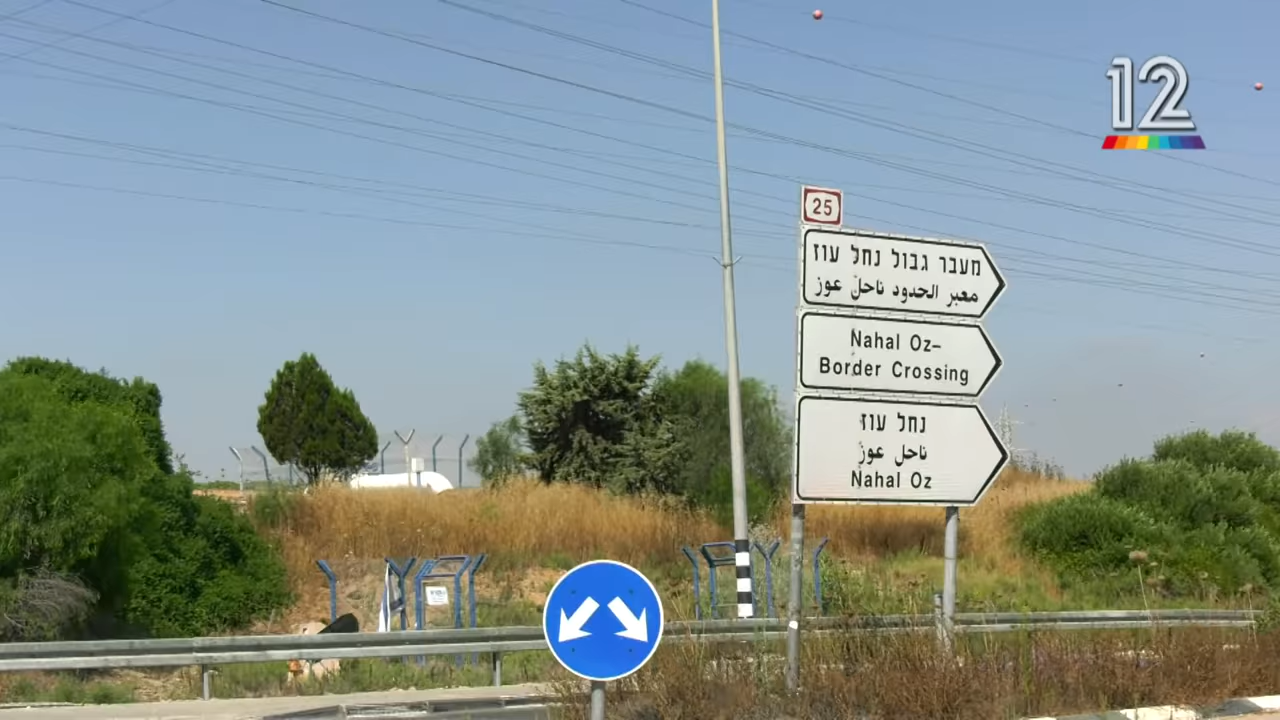 12
25
מעבר גבול נחל עוז
معبر الحدود ناحل عوز
Nahal Oz–
Border Crossing
נחל עוז
ناحل عوز
Nahal Oz